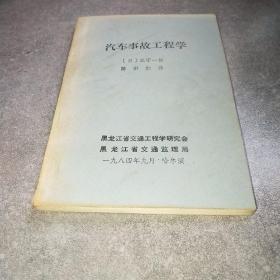 汽车事故工程学
[日]
黑龙江省交通工程学研究会
黑龙江省交通监理局
一九八四年九月·哈尔滨